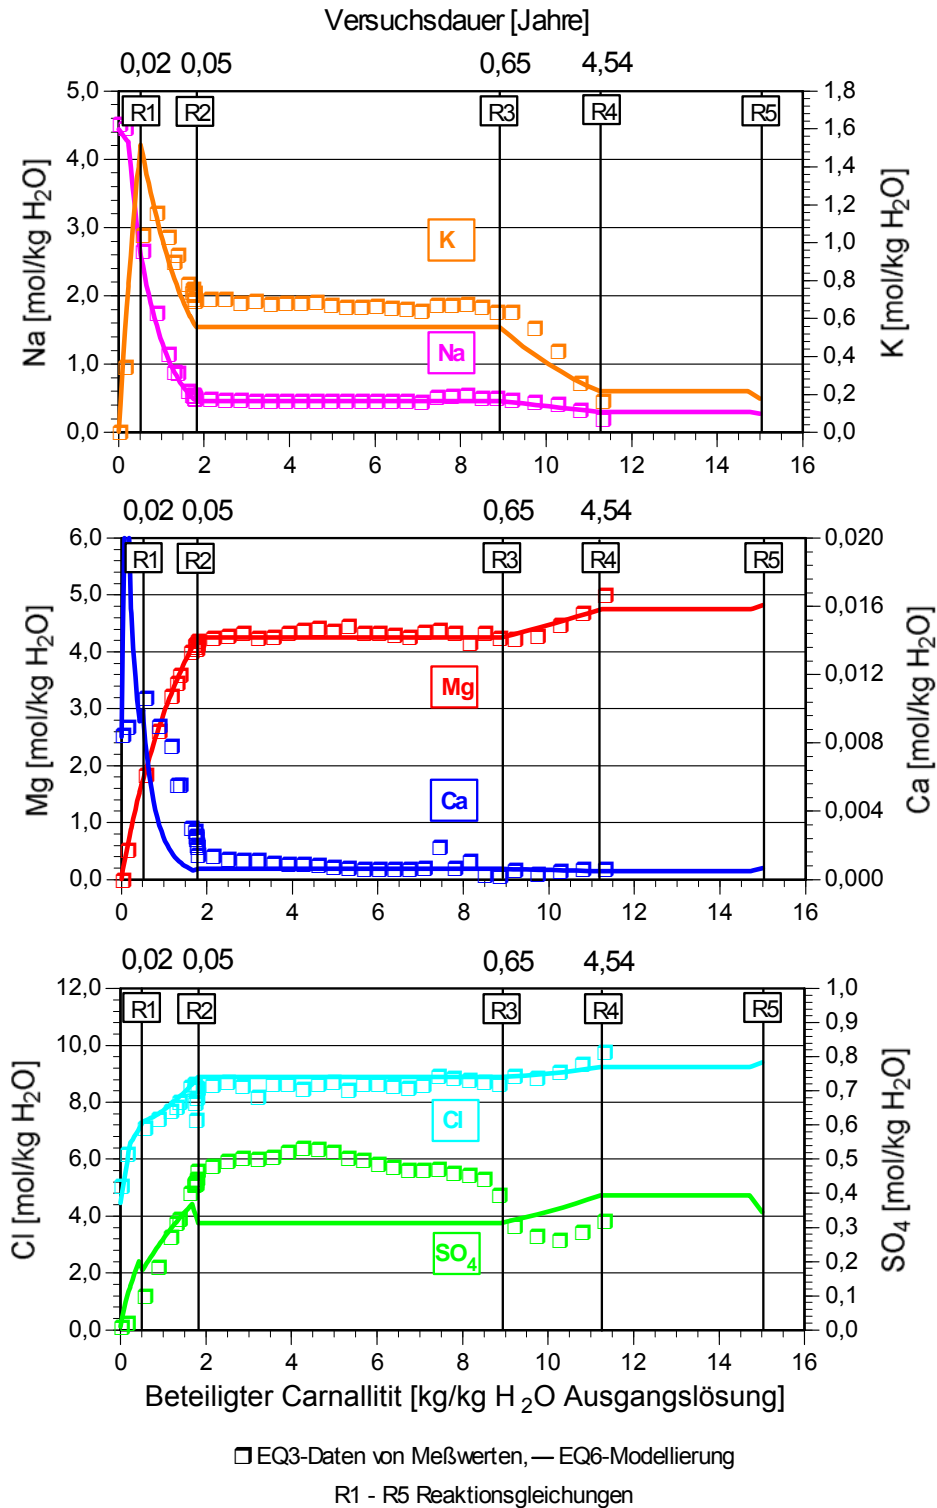 Versuchsdauer [Jahre]
0,02 0,05 0,65 4,54
5,0 R1 R2 R3 R4 R5 1,8
1,6
4,0 1,4
1,2
3,0 K 1,0
2,0 0,8
0,6
1,0 Na 0,4
0,2
0,0 0,0
0 2 4 6 8 10 12 14 16
Na [mol/kg H₂O]
K [mol/kg H₂O]
0,02 0,05 0,65 4,54
6,0 R1 R2 R3 R4 R5 0,020
5,0 0,016
4,0
0,012
3,0 Mg
0,008
2,0
Ca 0,004
1,0
0,0 0,000
0 2 4 6 8 10 12 14 16
Mg [mol/kg H₂O]
Ca [mol/kg H₂O]
0,02 0,05 0,65 4,54
12,0 R1 R2 R3 R4 R5 1,0
0,9
10,0 0,8
0,7
8,0 Cl 0,6
6,0 0,5
0,4
4,0 0,3
SO₄ 0,2
2,0 0,1
0,0 0,0
0 2 4 6 8 10 12 14 16
Cl [mol/kg H₂O]
SO₄ [mol/kg H₂O]
Beteiligter Carnallitit [kg/kg H₂O Ausgangslösung]
EQ3-Daten von Meßwerten, — EQ6-Modellierung
R1 - R5 Reaktionsgleichungen